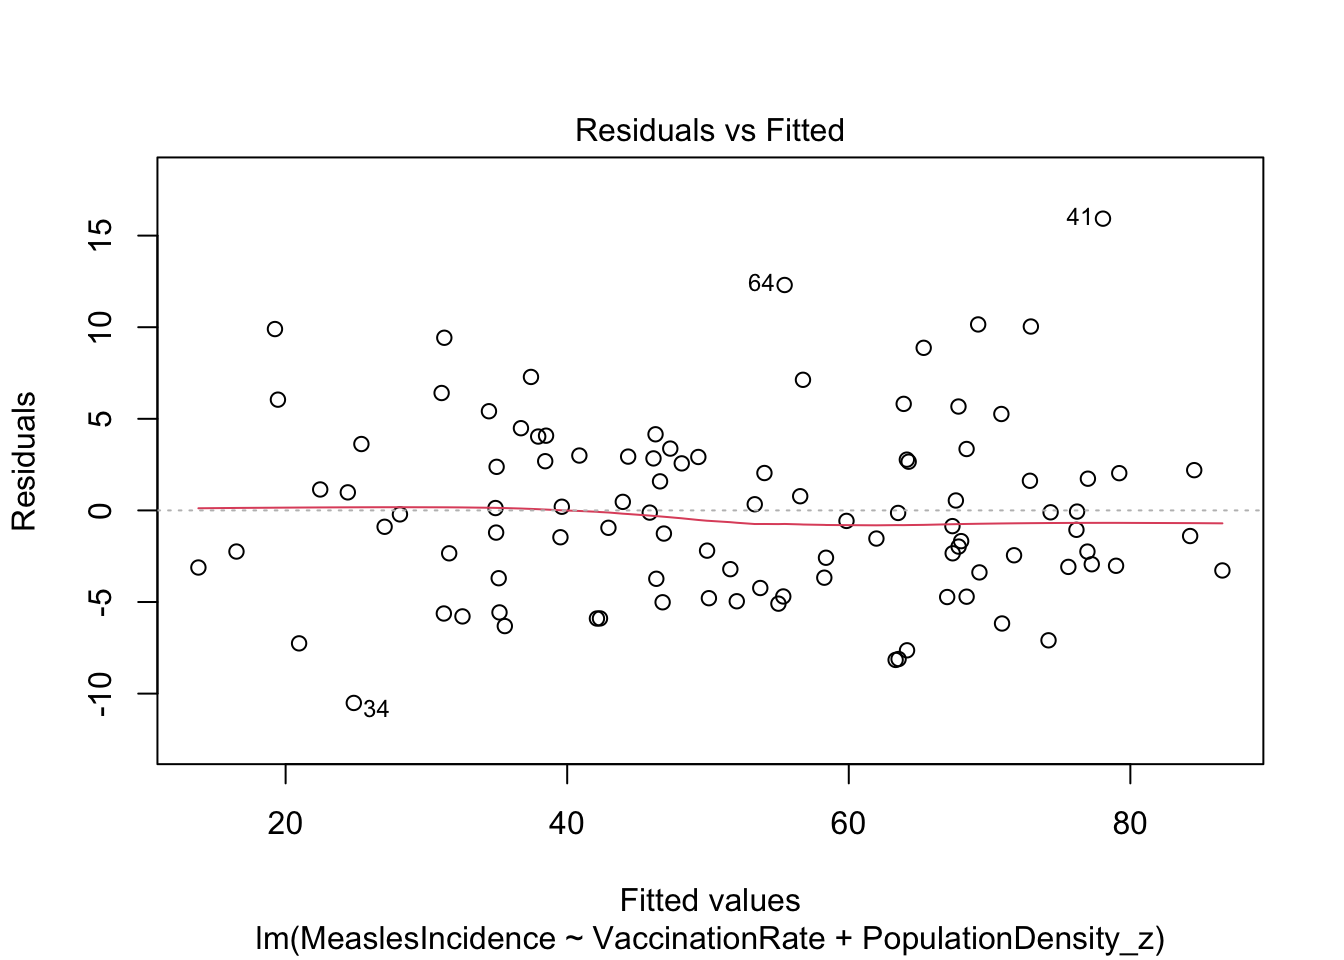 Residuals vs Fitted
Residuals
15
10
5
0
-5
-10
41
64
34
20 40 60 80
Fitted values
lm(MeaslesIncidence ~ VaccinationRate + PopulationDensity_z)